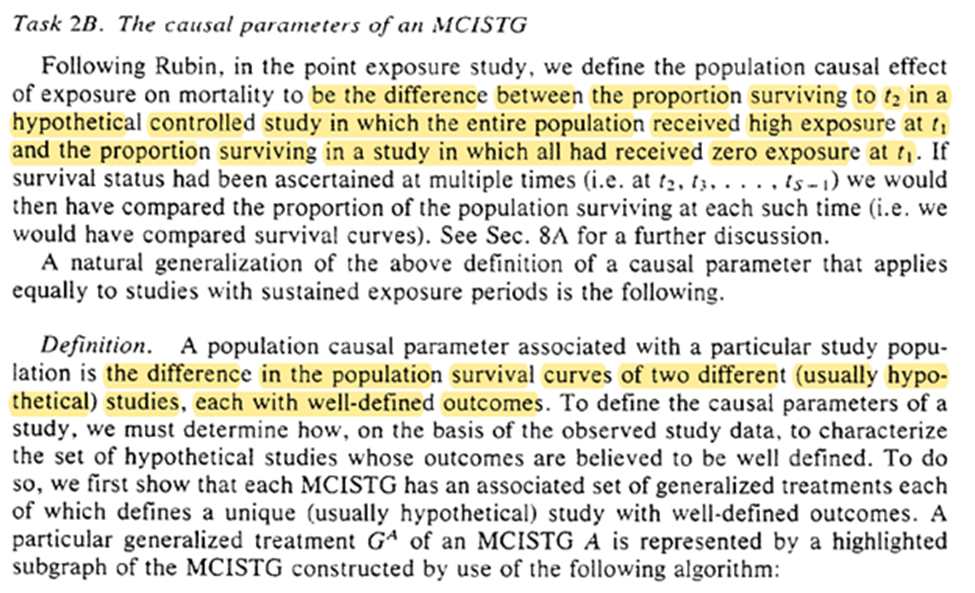 Task 2B. The causal parameters of an MCISTG
Following Rubin, in the point exposure study, we define the population causal effect
of exposure on mortality to be the difference between the proportion surviving to t₂ in a
hypothetical controlled study in which the entire population received high exposure at t₁
and the proportion surviving in a study in which all had received zero exposure at t₁. If
survival status had been ascertained at multiple times (i.e. at t₂, t₃, . . . . , tₛ₋₁) we would
then have compared the proportion of the population surviving at each such time (i.e. we
would have compared survival curves). See Sec. 8A for a further discussion.
A natural generalization of the above definition of a causal parameter that applies
equally to studies with sustained exposure periods is the following.
Definition. A population causal parameter associated with a particular study popu-
lation is the difference in the population survival curves of two different (usually hypo-
thetical) studies, each with well-defined outcomes. To define the causal parameters of a
study, we must determine how, on the basis of the observed study data, to characterize
the set of hypothetical studies whose outcomes are believed to be well defined. To do
so, we first show that each MCISTG has an associated set of generalized treatments each
of which defines a unique (usually hypothetical) study with well-defined outcomes. A
particular generalized treatment Gᴬ of an MCISTG A is represented by a highlighted
subgraph of the MCISTG constructed by use of the following algorithm: